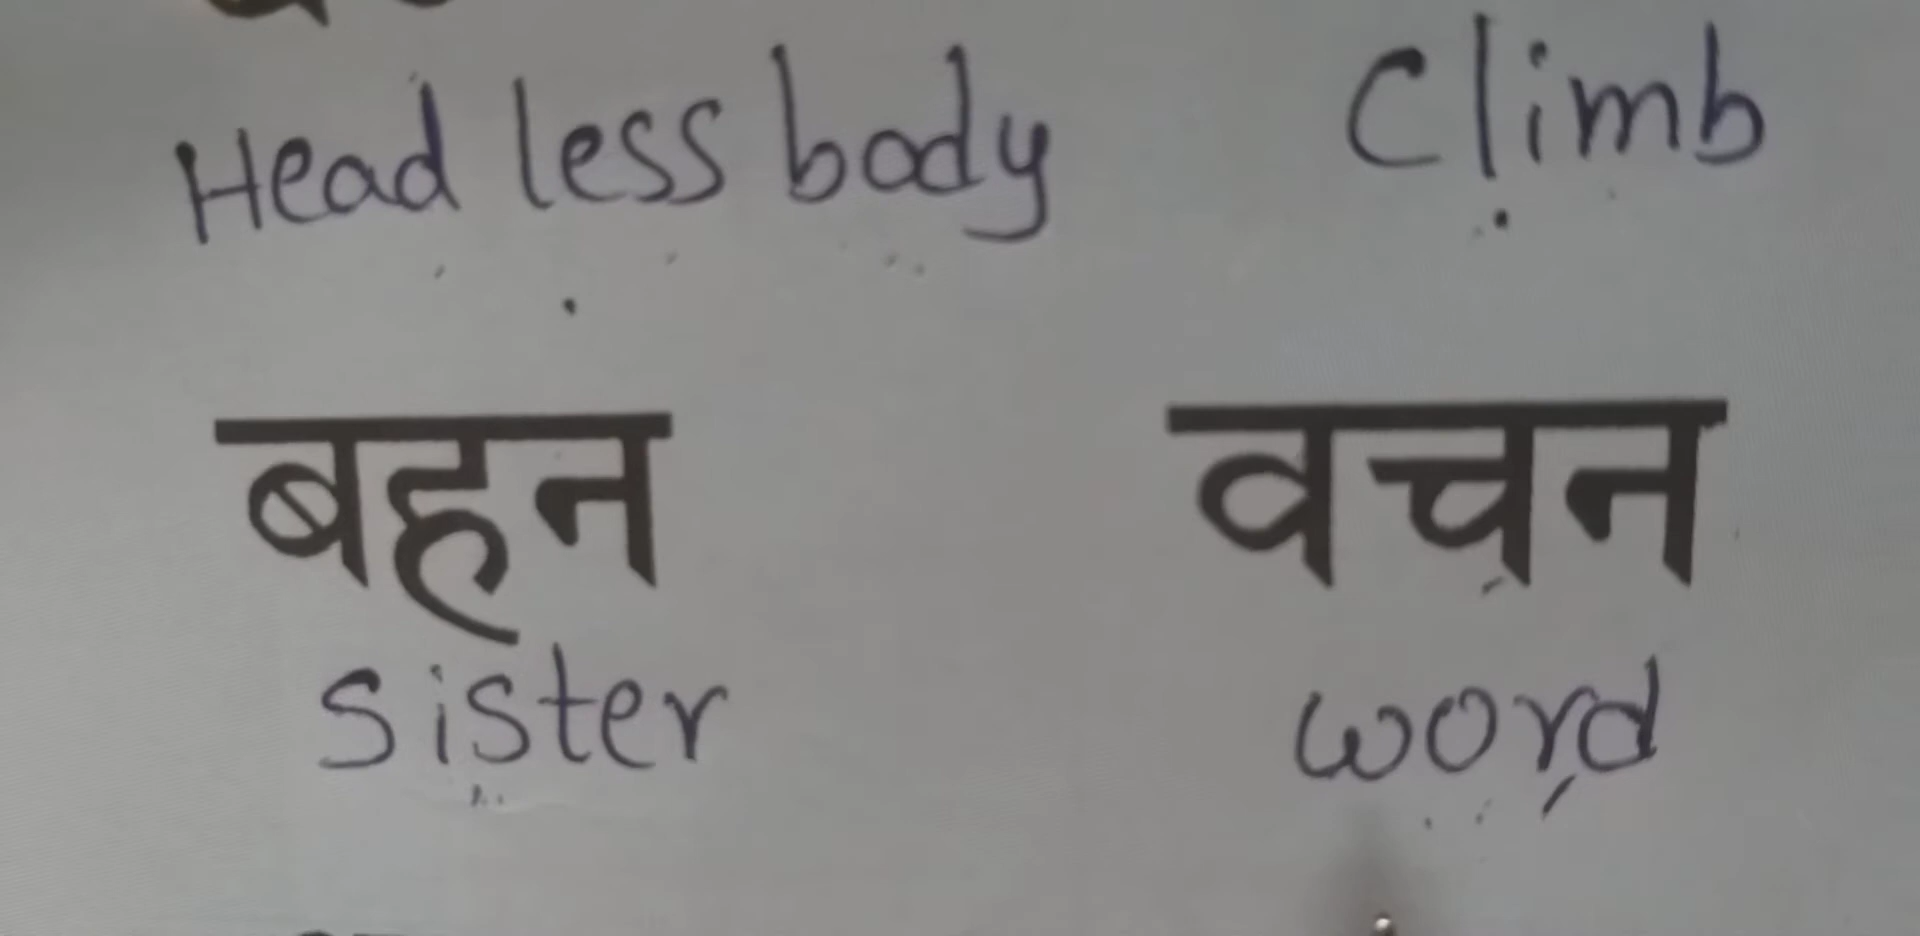 Head less body Climb
बहन वचन
sister word